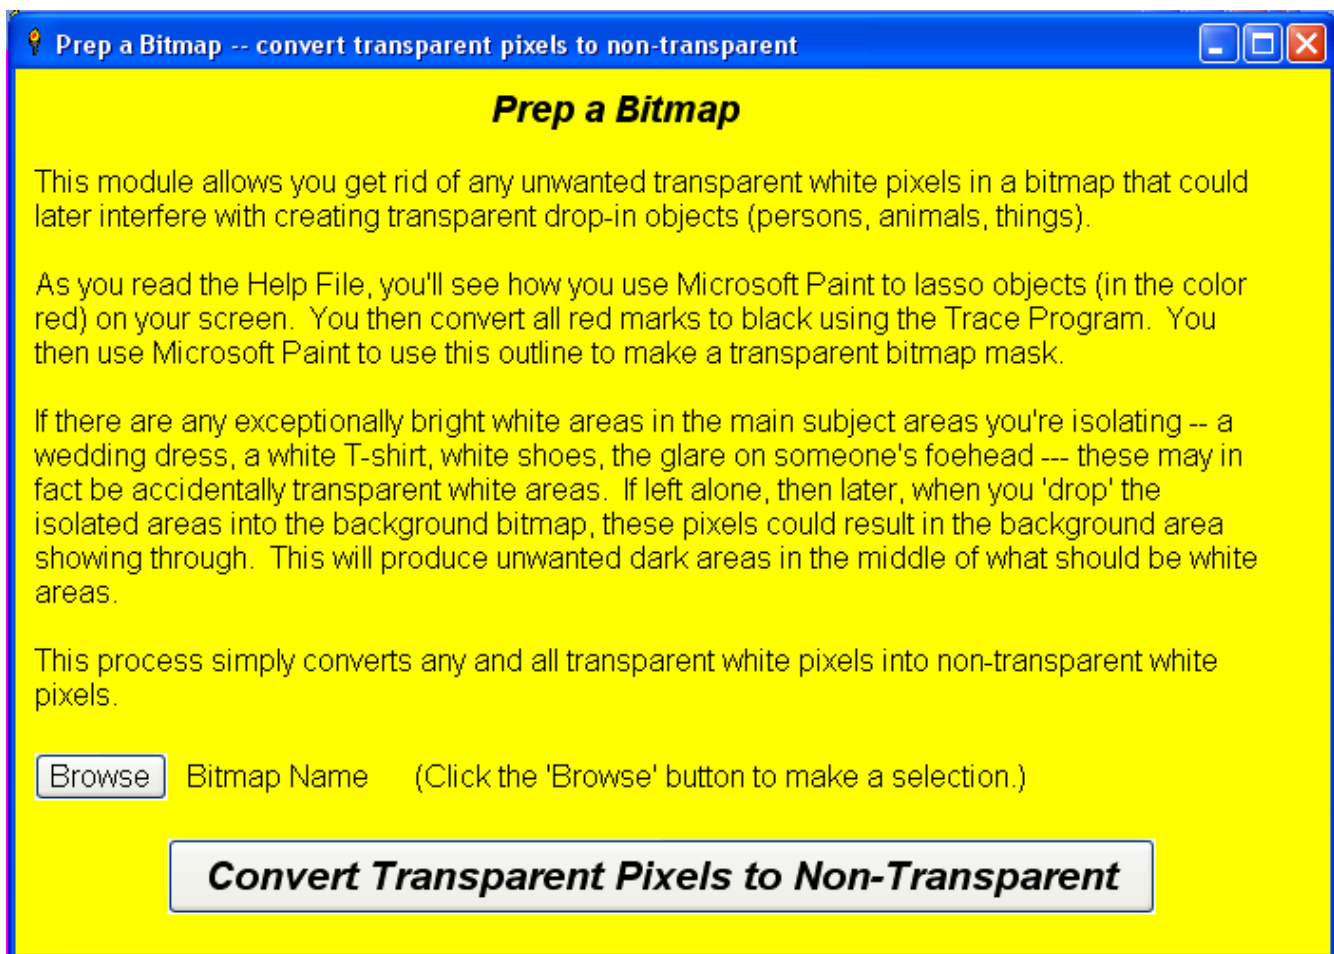 Prep a Bitmap -- convert transparent pixels to non-transparent
Prep a Bitmap
This module allows you get rid of any unwanted transparent white pixels in a bitmap that could
later interfere with creating transparent drop-in objects (persons, animals, things).
As you read the Help File, you'll see how you use Microsoft Paint to lasso objects (in the color
red) on your screen.  You then convert all red marks to black using the Trace Program.  You
then use Microsoft Paint to use this outline to make a transparent bitmap mask.
If there are any exceptionally bright white areas in the main subject areas you're isolating -- a
wedding dress, a white T-shirt, white shoes, the glare on someone's foehead --- these may in
fact be accidentally transparent white areas.  If left alone, then later, when you 'drop' the
isolated areas into the background bitmap, these pixels could result in the background area
showing through.  This will produce unwanted dark areas in the middle of what should be white
areas.
This process simply converts any and all transparent white pixels into non-transparent white
pixels.
Browse Bitmap Name (Click the 'Browse' button to make a selection.)
Convert Transparent Pixels to Non-Transparent